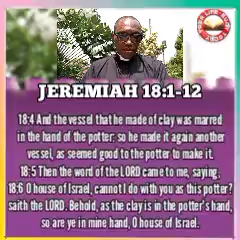 JEREMIAH 18:1-12
18:4 And the vessel that he made of clay was marred
in the hand of the potter: so he made it again another
vessel, as seemed good to the potter to make it.
18:5 Then the word of the LORD came to me, saying,
18:6 O house of Israel, cannot I do with you as this potter?
saith the LORD. Behold, as the clay is in the potter's hand,
so are ye in mine hand, O house of Israel.